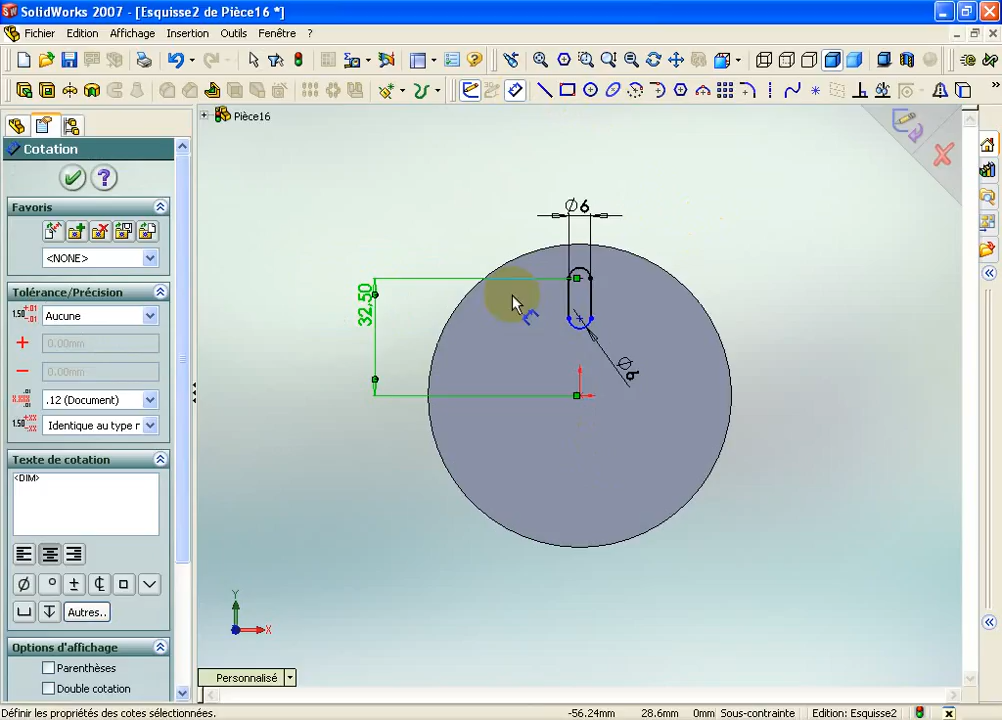 SolidWorks 2007 - [Esquisse2 de Pièce16 *]
Fichier Edition Affichage Insertion Outils Fenêtre ?
Pièce16
Cotation
Favoris
<NONE>
Tolérance/Précision
Aucune
0.00mm
0.00mm
.12 (Document)
Identique au type r
Texte de cotation
<DIM>
Autres..
Options d'affichage
Parenthèses
Double cotation
Ø6
32,50
Ø6
Y
X
Personnalisé
Définir les propriétés des cotes sélectionnées.
-56.24mm 28.6mm 0mm Sous-contrainte Edition: Esquisse2